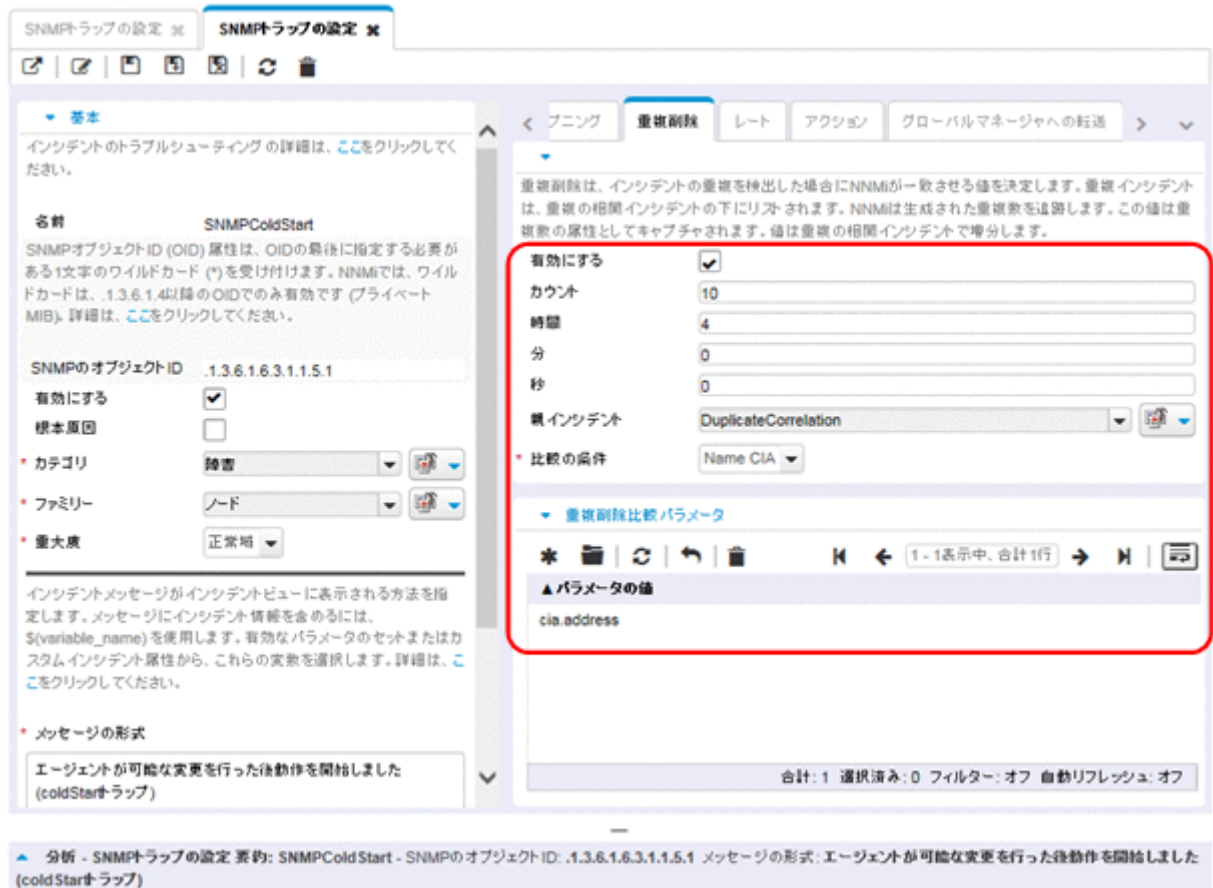 SNMPトラップの設定
SNMPトラップの設定
基本
インシデントのトラブルシューティングの詳細は、ここをクリックしてく
ださい。
名前 SNMPColdStart
SNMPオブジェクトID (OID) 属性は、OIDの最後に指定する必要が
ある1文字のワイルドカード (*) を受け付けます。NNMiでは、ワイル
ドカードは、.1.3.6.1.4以降のOIDでのみ有効です (プライベート
MIB)。詳細は、ここをクリックしてください。
SNMPのオブジェクトID .1.3.6.1.6.3.1.1.5.1
有効にする
根本原因
* カテゴリ 障害
* ファミリー ノード
* 重大度 正常域
インシデントメッセージがインシデントビューに表示される方法を指
定します。メッセージにインシデント情報を含めるには、
$(variable_name) を使用します。有効なパラメータのセットまたはカ
スタムインシデント属性から、これらの変数を選択します。詳細は、こ
こをクリックしてください。
* メッセージの形式
エージェントが可能な変更を行った後動作を開始しました
(coldStartトラップ)
プニング 重複削除 レート アクション グローバルマネージャへの転送
重複削除は、インシデントの重複を検出した場合にNNMiが一致させる値を決定します。重複インシデント
は、重複の相関インシデントの下にリストされます。NNMiは生成された重複数を追跡します。この値は重
複数の属性としてキャプチャされます。値は重複の相関インシデントで増分します。
有効にする
カウント 10
時間 4
分 0
秒 0
親インシデント DuplicateCorrelation
* 比較の条件 Name CIA
重複削除比較パラメータ
1 - 1表示中、合計 1行
▲パラメータの値
cia.address
合計: 1 選択済み: 0 フィルター: オフ 自動リフレッシュ: オフ
分析 - SNMPトラップの設定 要約: SNMPColdStart - SNMPのオブジェクトID: .1.3.6.1.6.3.1.1.5.1 メッセージの形式: エージェントが可能な変更を行った後動作を開始しました
(coldStartトラップ)